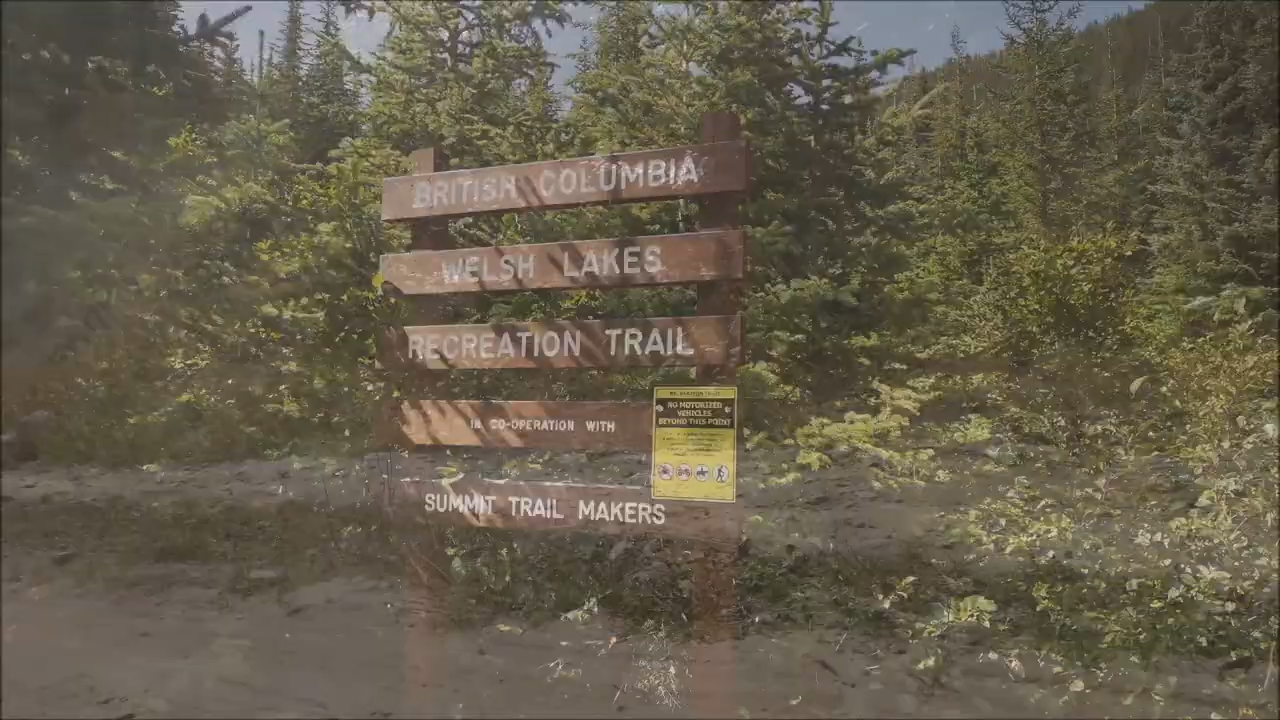 BRITISH COLUMBIA
WELSH LAKES
RECREATION TRAIL
IN CO-OPERATION WITH
SUMMIT TRAIL MAKERS
NO MOTORIZED
VEHICLES
BEYOND THIS POINT